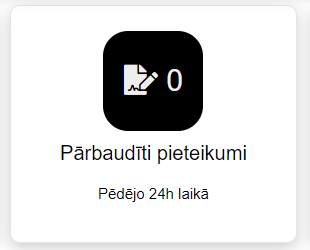 0
Pārbaudīti pieteikumi
Pēdējo 24h laikā